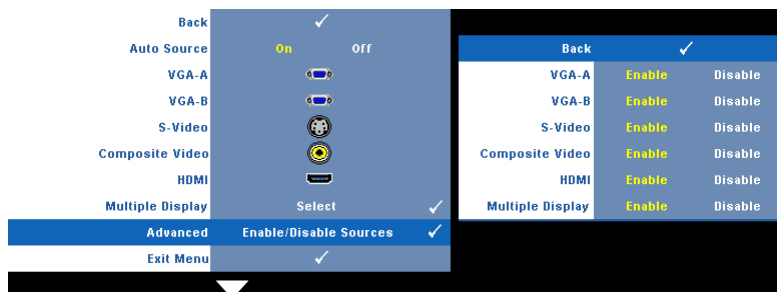 Back
Auto Source On Off
VGA-A
VGA-B
S-Video
Composite Video
HDMI
Multiple Display Select
Advanced Enable/Disable Sources
Exit Menu
Back
VGA-A Enable Disable
VGA-B Enable Disable
S-Video Enable Disable
Composite Video Enable Disable
HDMI Enable Disable
Multiple Display Enable Disable